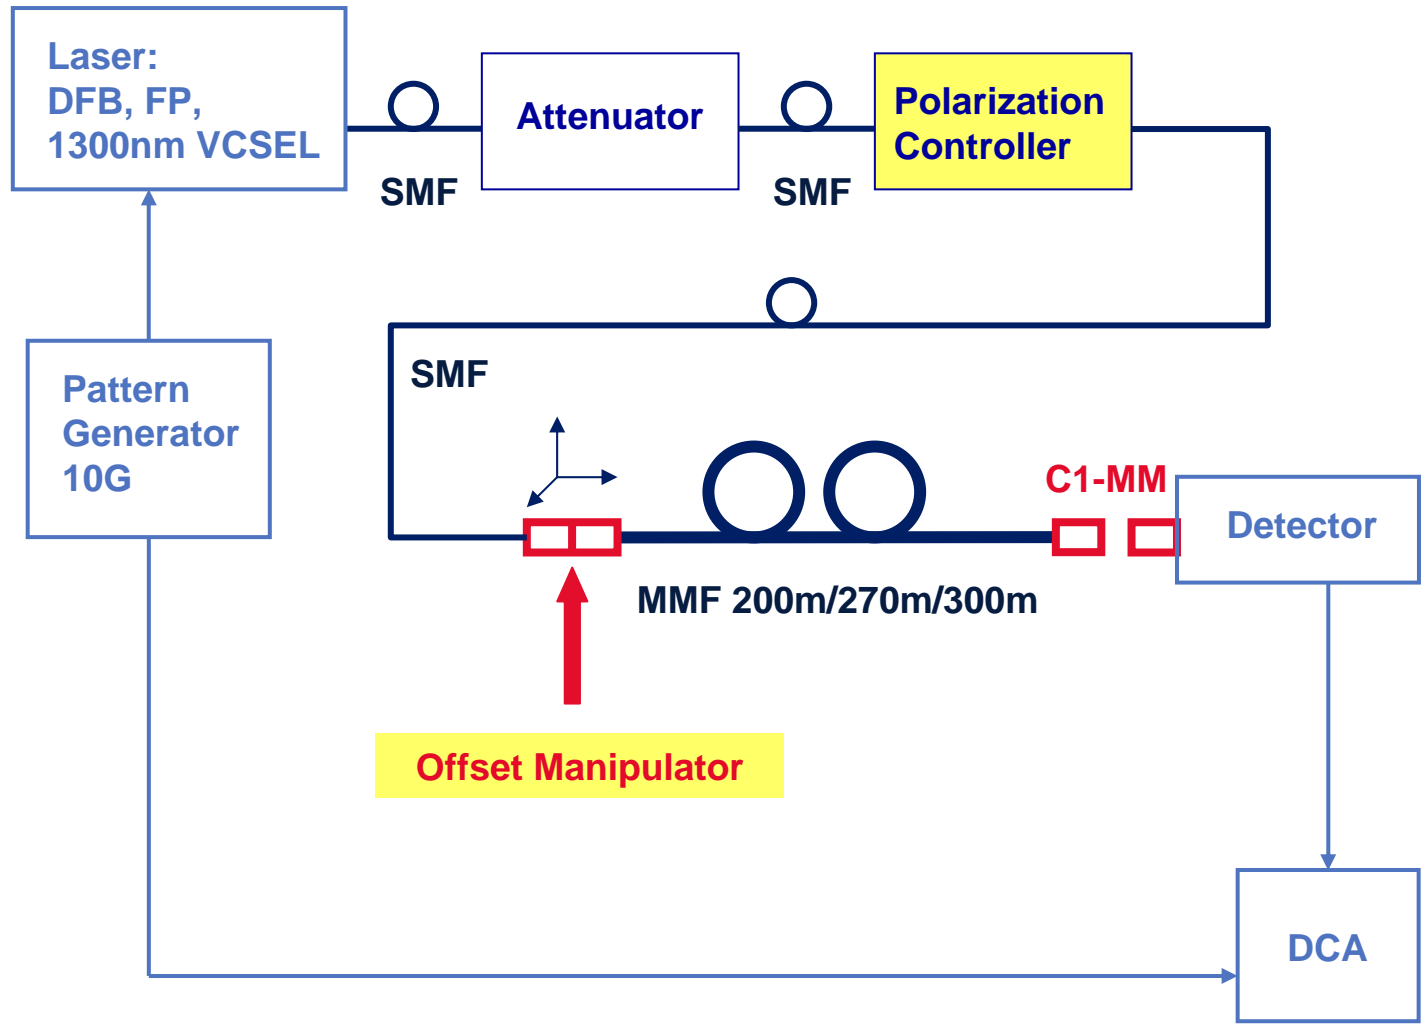 Laser:
DFB, FP,
1300nm VCSEL
Attenuator
Polarization
Controller
SMF
SMF
SMF
Pattern
Generator
10G
C1-MM
Detector
MMF 200m/270m/300m
Offset Manipulator
DCA